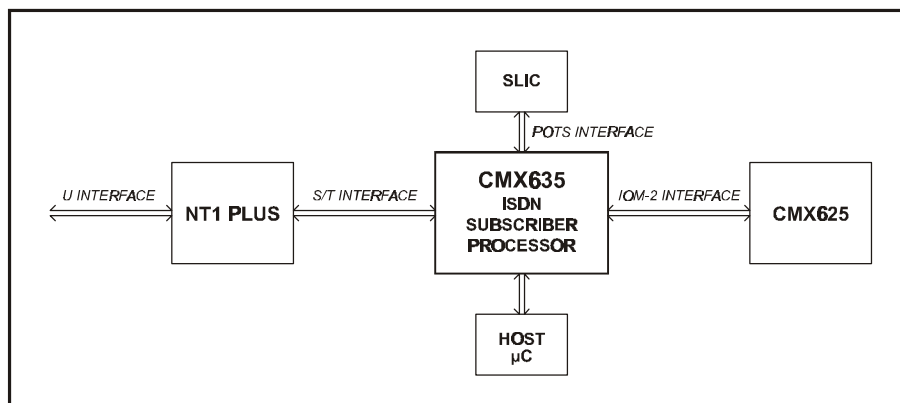 SLIC
POTS INTERFACE
U INTERFACE
NT1 PLUS
S/T INTERFACE
CMX635
ISDN
SUBSCRIBER
PROCESSOR
IOM-2 INTERFACE
CMX625
HOST
µC